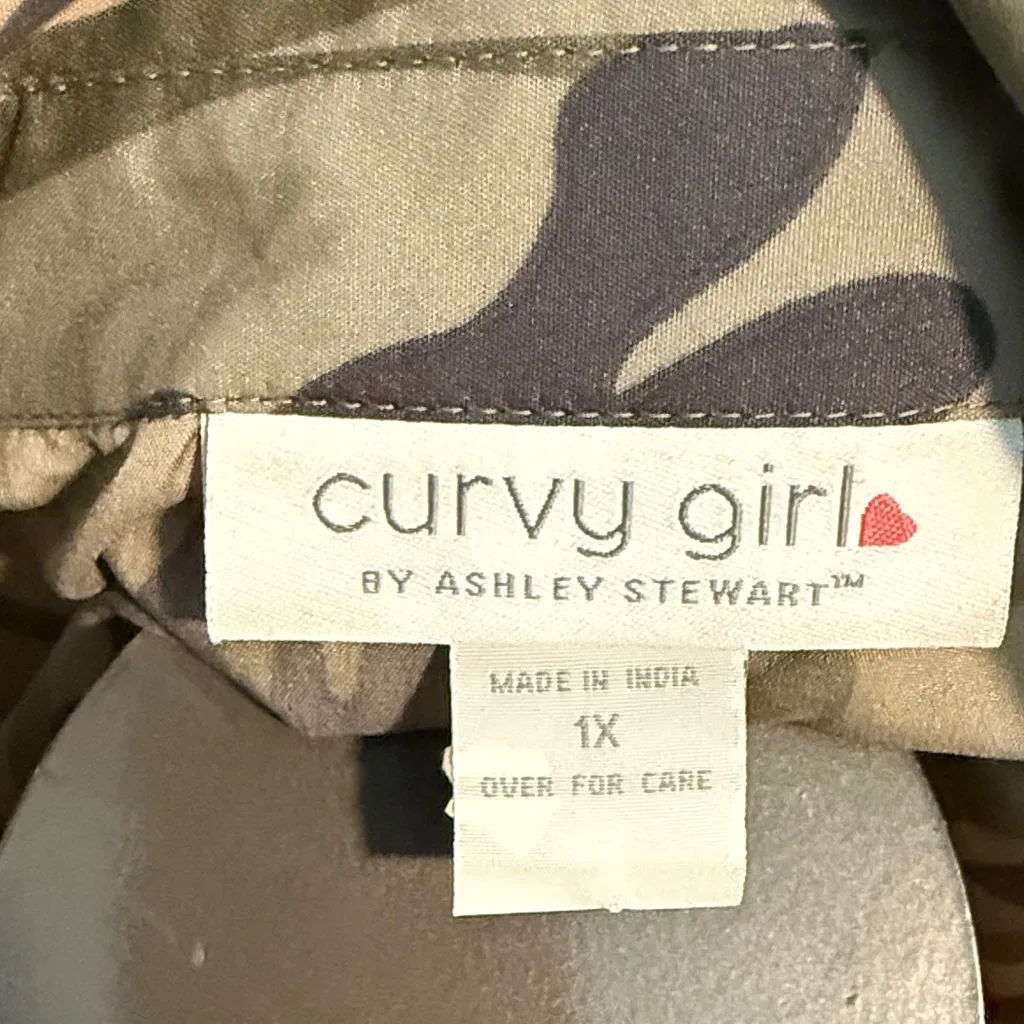 curvy girl
BY ASHLEY STEWART™
MADE IN INDIA
1X
OVER FOR CARE